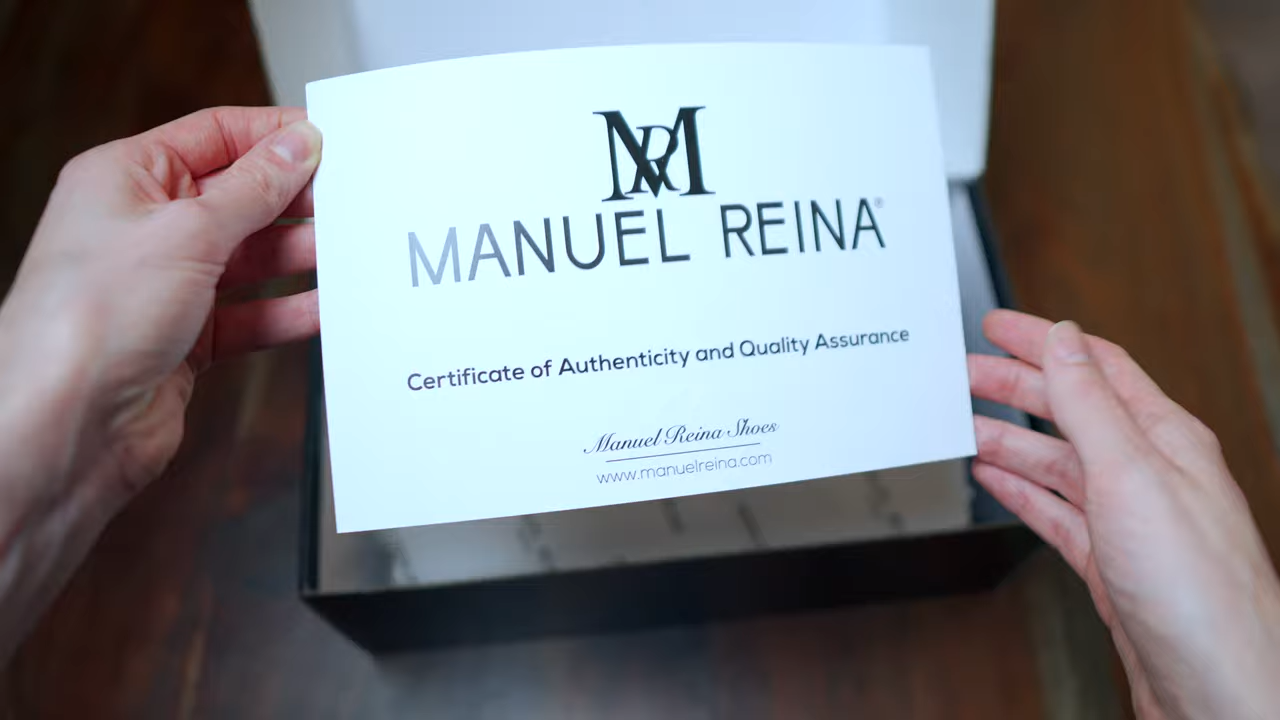 MR
MANUEL REINA®
Certificate of Authenticity and Quality Assurance
Manuel Reina Shoes
www.manuelreina.com